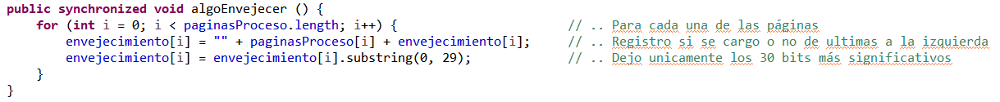 public synchronized void algoEnvejecer () {
for (int i = 0; i < paginasProceso.length; i++) { // .. Para cada una de las páginas
envejecimiento[i] = "" + paginasProceso[i] + envejecimiento[i]; // .. Registro si se cargo o no de ultimas a la izquierda
envejecimiento[i] = envejecimiento[i].substring(0, 29); // .. Dejo unicamente los 30 bits más significativos
}
}